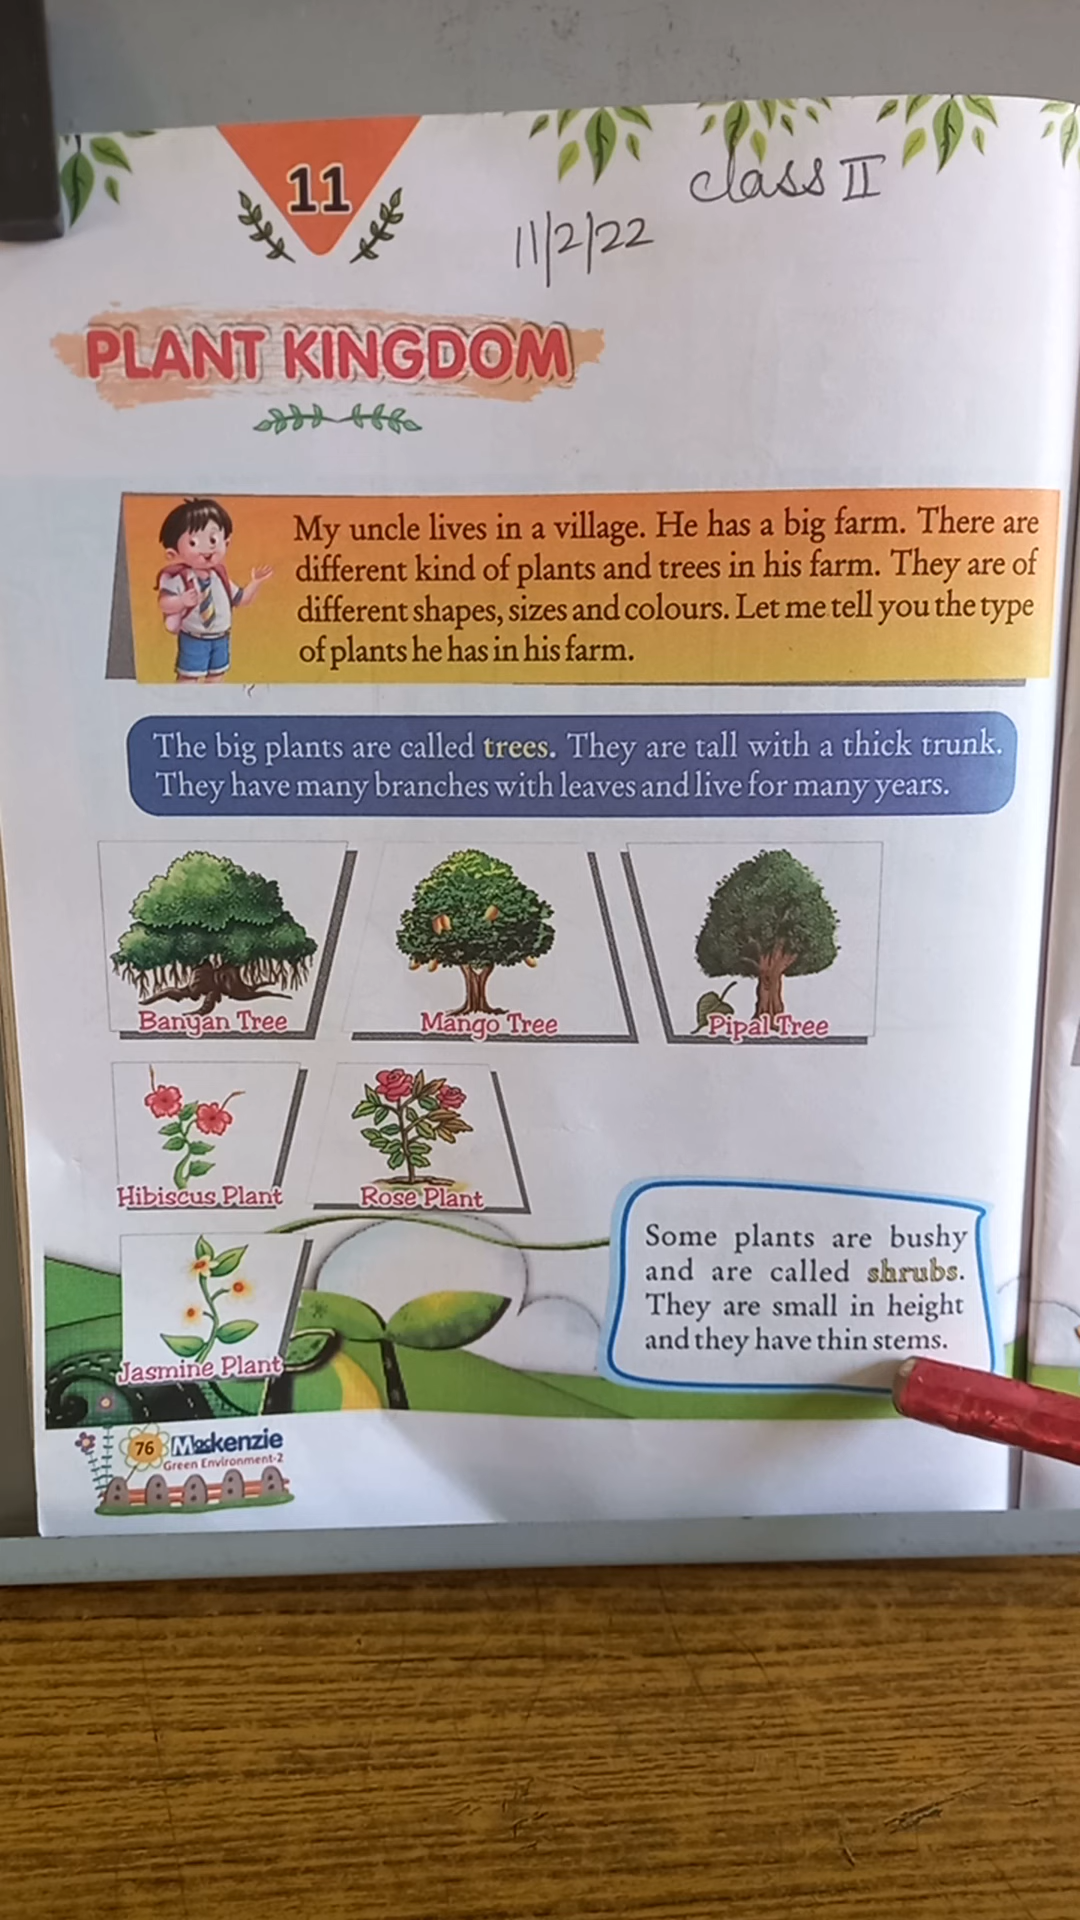 11
class II
11/2/22
PLANT KINGDOM
My uncle lives in a village. He has a big farm. There are
different kind of plants and trees in his farm. They are of
different shapes, sizes and colours. Let me tell you the type
of plants he has in his farm.
The big plants are called trees. They are tall with a thick trunk.
They have many branches with leaves and live for many years.
Banyan Tree
Mango Tree
Pipal Tree
Hibiscus Plant
Rose Plant
Jasmine Plant
Some plants are bushy
and are called shrubs.
They are small in height
and they have thin stems.
76
Green Environment-2